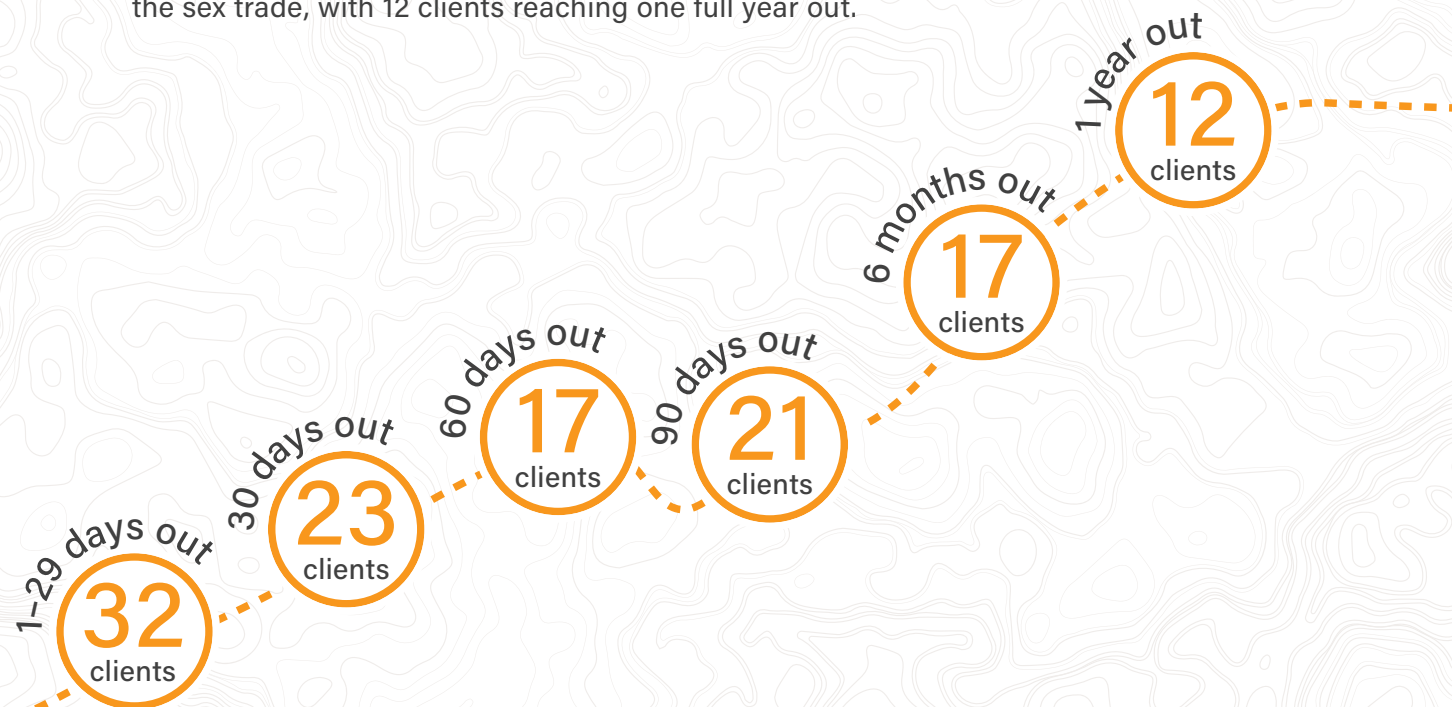 the sex trade, with 12 clients reaching one full year out.
1–29 days out
32
clients
30 days out
23
clients
60 days out
17
clients
90 days out
21
clients
6 months out
17
clients
1 year out
12
clients